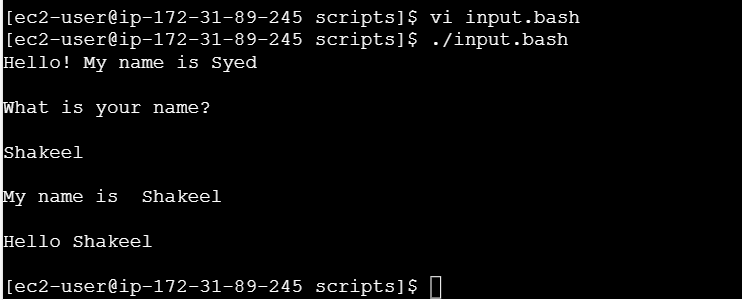 [ec2-user@ip-172-31-89-245 scripts]$ vi input.bash
[ec2-user@ip-172-31-89-245 scripts]$ ./input.bash
Hello! My name is Syed
What is your name?
Shakeel
My name is  Shakeel
Hello Shakeel
[ec2-user@ip-172-31-89-245 scripts]$